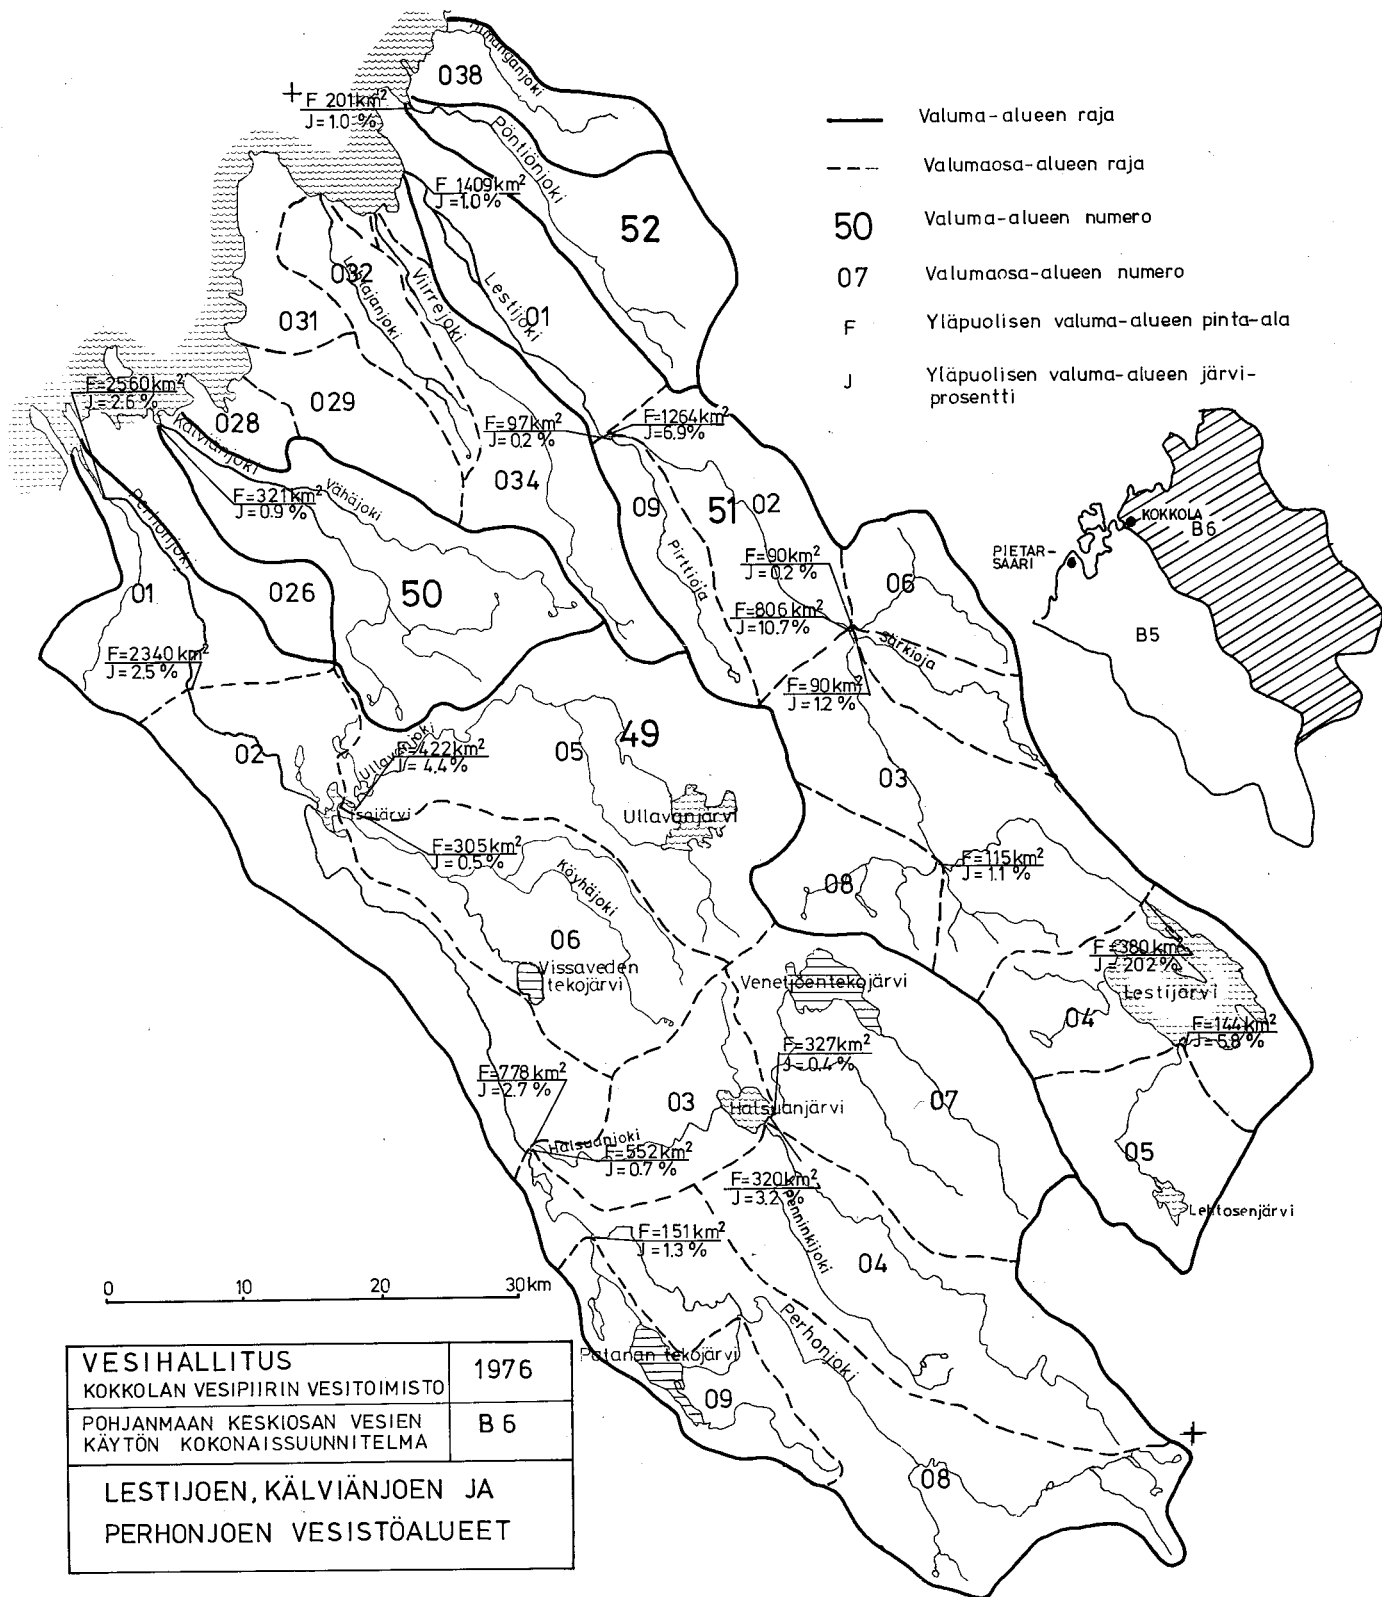 Himanganjoki
038
F 201km²
J=1.0 %
Pöntiönjoki
F 1409km²
J=1.0%
52
032
Lohtajanjoki
Viirrejoki
Lestijoki
01
031
F=2560km²
J=2.6 %
028
029
Kälviänjoki
F=97km²
J=0.2 %
F=1264km²
J=6.9%
F=321km²
J=0.9 %
Vähäjoki
034
09
51
02
Perhonjoki
Pirttioja
01
026
50
F=90km²
J=0.2 %
06
F=806km²
J=10.7%
Särkioja
F=2340km²
J=2.5 %
F=90km²
J=1.2 %
02
Ullavanjoki
F=422km²
J=4.4%
05
49
03
Isojärvi
Ullavanjärvi
F=305km²
J=0.5%
Köyhäjoki
08
F=115km²
J=1.1 %
06
Vissaveden
tekojärvi
Venetjoentekojärvi
F=380km²
J=20.2 %
Lestijärvi
04
F=144km²
J=5.8 %
F=327km²
J=0.4%
F=778km²
J=2.7 %
03
Halsuanjärvi
07
Halsuanjoki
F=552km²
J=0.7 %
05
F=320km²
J=3.2 %
Penninkijoki
Lehtosenjärvi
F=151km²
J=1.3 %
04
Perhonjoki
Patanan tekojärvi
09
08
Valuma-alueen raja
Valumaosa-alueen raja
50 Valuma-alueen numero
07 Valumaosa-alueen numero
F Yläpuolisen valuma-alueen pinta-ala
J Yläpuolisen valuma-alueen järvi-
prosentti
KOKKOLA
B6
PIETAR-
SAARI
B5
0 10 20 30km
VESIHALLITUS 1976
KOKKOLAN VESIPIIRIN VESITOIMISTO
POHJANMAAN KESKIOSAN VESIEN B 6
KÄYTÖN KOKONAISSUUNNITELMA
LESTIJOEN, KÄLVIÄNJOEN JA
PERHONJOEN VESISTÖALUEET